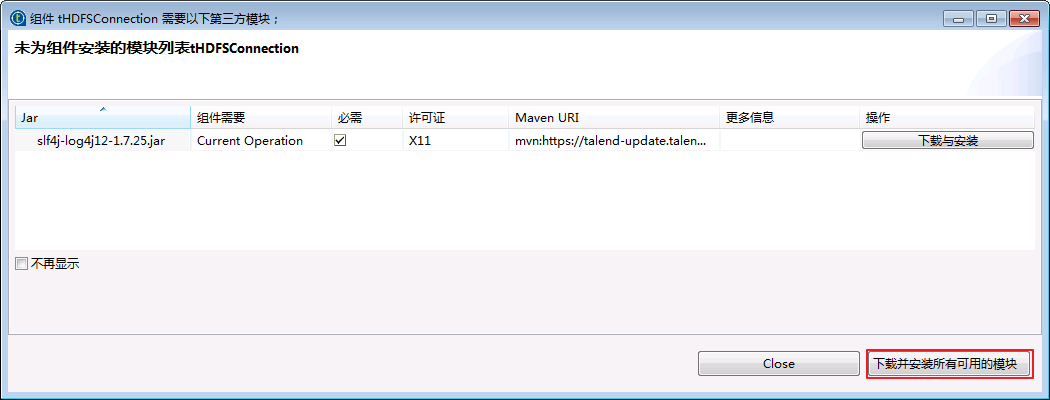 组件 tHDFSConnection 需要以下第三方模块；
未为组件安装的模块列表tHDFSConnection
Jar 组件需要 必需 许可证 Maven URI 更多信息 操作
slf4j-log4j12-1.7.25.jar Current Operation X11 mvn:https://talend-update.talen... 下载与安装
不再显示
Close 下载并安装所有可用的模块